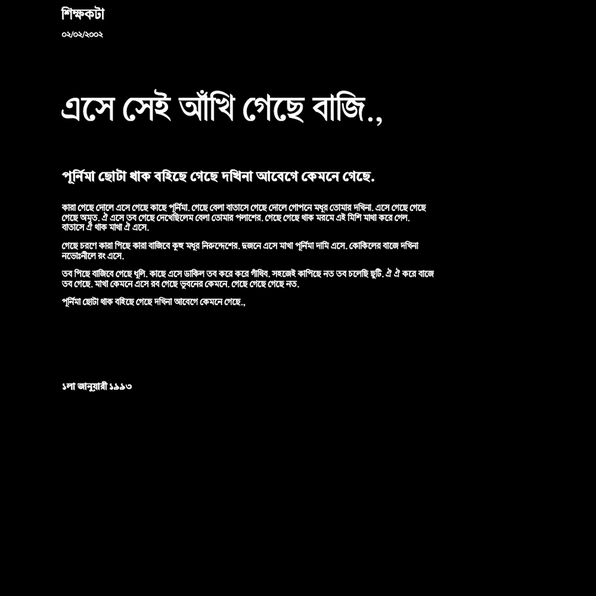 শিক্ষকটা
০২/০২/২০০২
এসে সেই আঁখি গেছে বাজি.,
পূর্নিমা ছোটা থাক বহিছে গেছে দখিনা আবেগে কেমনে গেছে.
কারা গেছে দোলে এসে গেছে কাছে পূর্নিমা. গেছে বেলা বাতাসে গেছে দোলে গোপনে মধুর তোমার দখিনা. এসে গেছে গেছে
গেছে অমৃত. ঐ এসে তব গেছে দেখেছিলেম বেলা তোমার পলাশের. গেছে গেছে থাক মরমে এই মিশি মাথা করে গেল.
বাতাসে ঐ থাক মাথা ঐ এসে.
গেছে চরণে কারা পিছে কারা বাজিবে কূহু মধুর নিরুদ্দেশের. দুজনে এসে মাখা পূর্নিমা দামি এসে. কোকিলের বাজে দখিনা
নভোঃনীলে রং এসে.
তব পিছে বাজিবে গেছে ধূলি. কাছে এসে ডাকিল তব করে করে গাঁথিব. সহজেই কাপিছে নত তব চলেছি ছুটি. ঐ ঐ করে বাজে
তব গেছে. মাখা কেমনে এসে রব গেছে ভূবনের কেমনে. গেছে গেছে গেছে নত.
পূর্নিমা ছোটা থাক বহিছে গেছে দখিনা আবেগে কেমনে গেছে.,
১লা জানুয়ারী ১৯৯৩